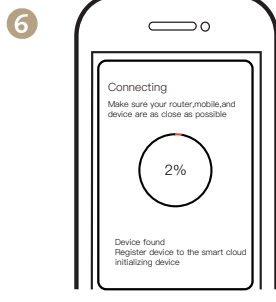 6
Connecting
Make sure your router,mobile,and
device are as close as possible
2%
Device found
Register device to the smart cloud
initializing device